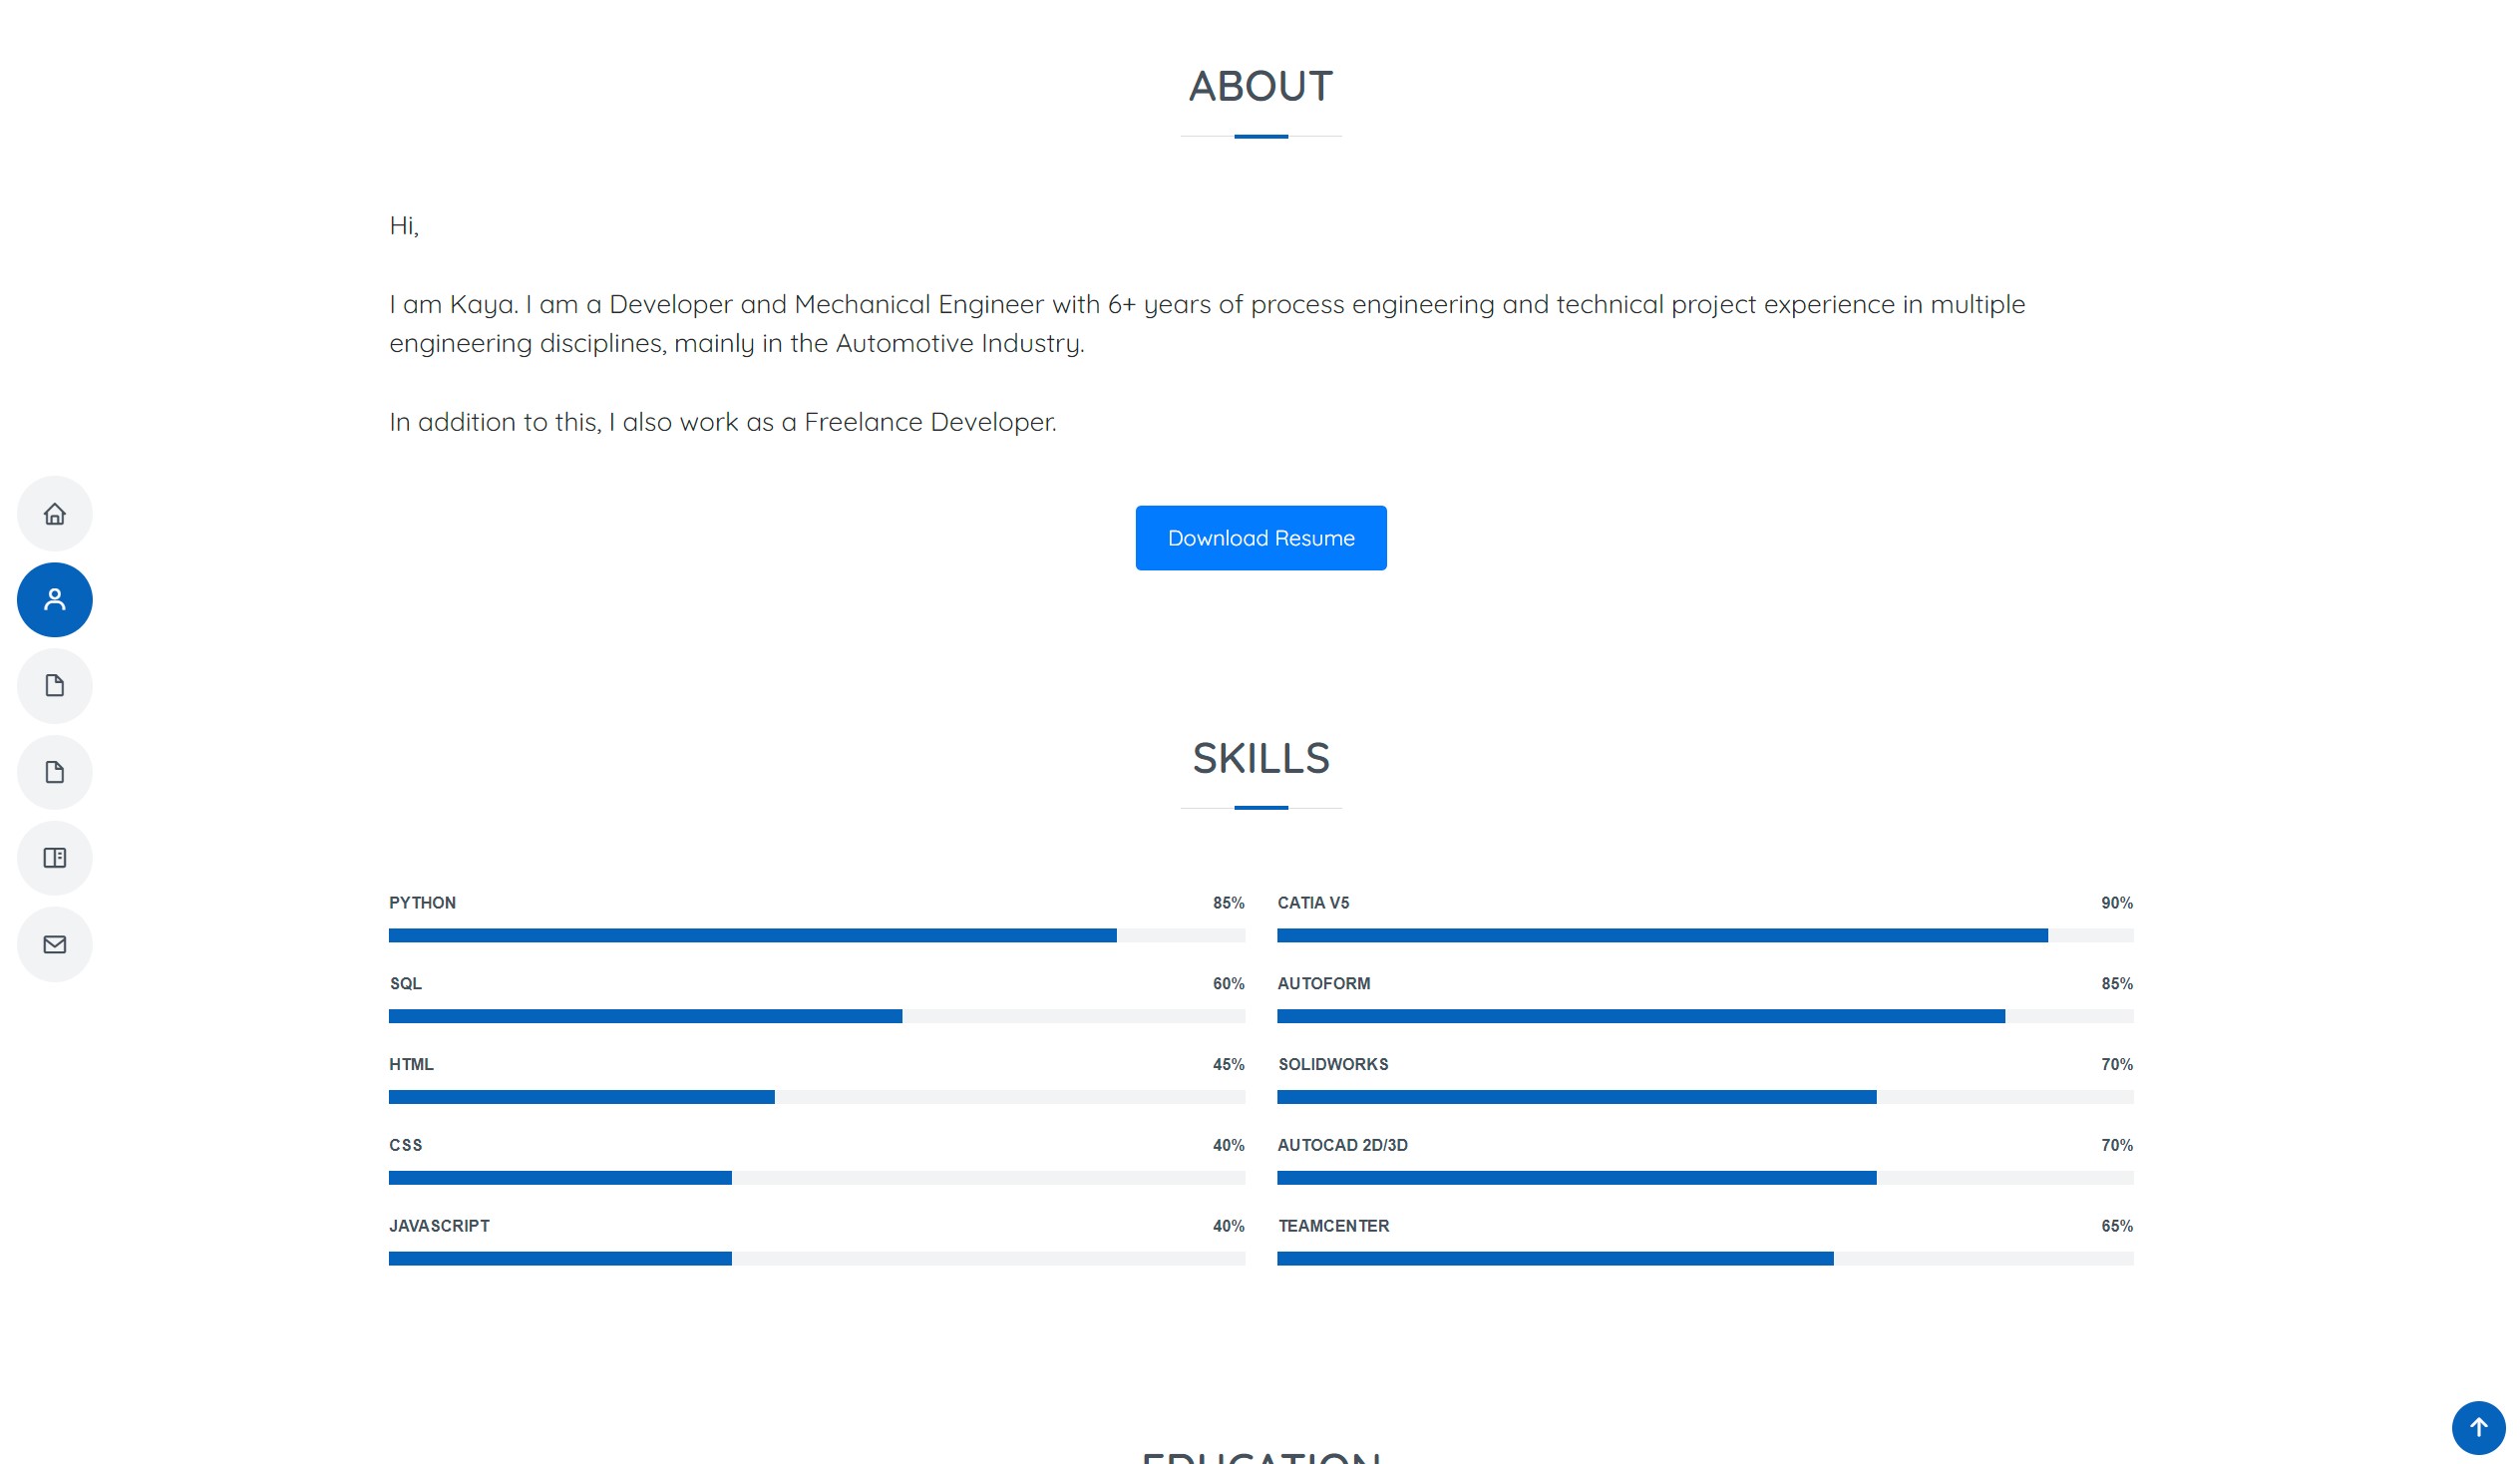 ABOUT
Hi,
I am Kaya. I am a Developer and Mechanical Engineer with 6+ years of process engineering and technical project experience in multiple
engineering disciplines, mainly in the Automotive Industry.
In addition to this, I also work as a Freelance Developer.
Download Resume
SKILLS
PYTHON 85%
SQL 60%
HTML 45%
CSS 40%
JAVASCRIPT 40%
CATIA V5 90%
AUTOFORM 85%
SOLIDWORKS 70%
AUTOCAD 2D/3D 70%
TEAMCENTER 65%
EDUCATION